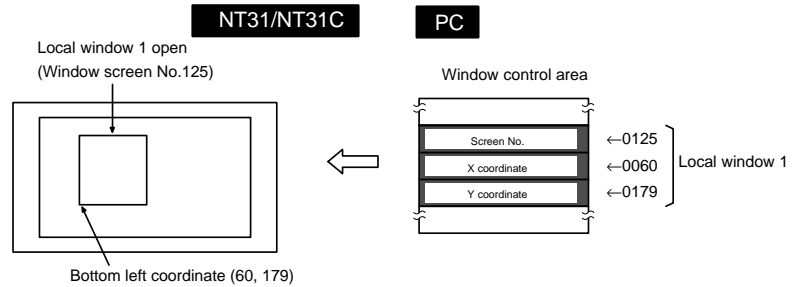 NT31/NT31C
PC
Local window 1 open
(Window screen No.125)
Window control area
Screen No.
←0125
X coordinate
←0060
Y coordinate
←0179
Local window 1
Bottom left coordinate (60, 179)